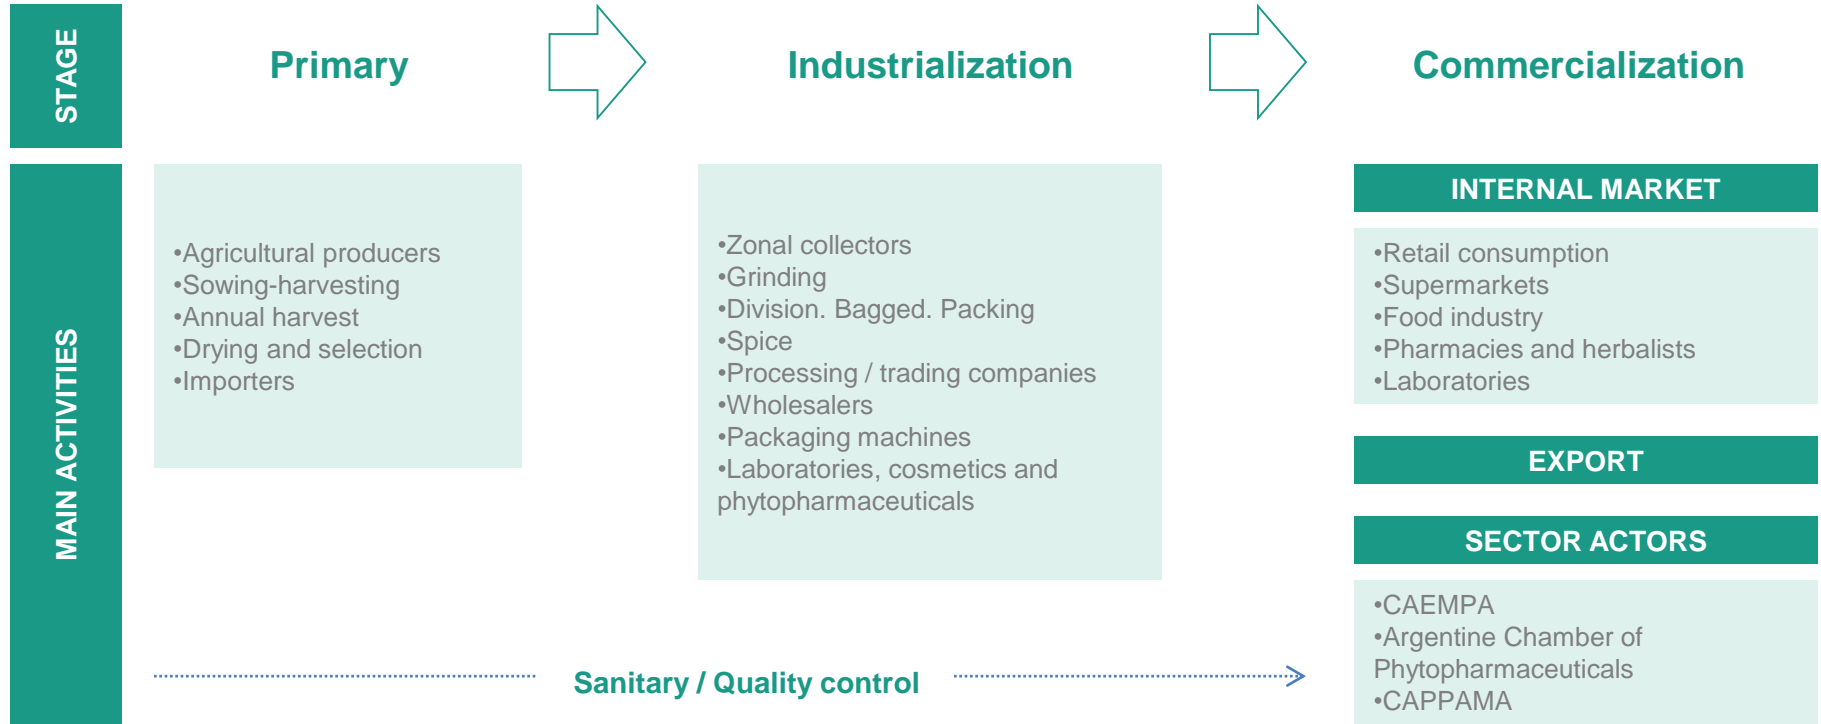 STAGE
Primary
Industrialization
Commercialization
MAIN ACTIVITIES
•Agricultural producers
•Sowing-harvesting
•Annual harvest
•Drying and selection
•Importers
•Zonal collectors
•Grinding
•Division. Bagged. Packing
•Spice
•Processing / trading companies
•Wholesalers
•Packaging machines
•Laboratories, cosmetics and
phytopharmaceuticals
INTERNAL MARKET
•Retail consumption
•Supermarkets
•Food industry
•Pharmacies and herbalists
•Laboratories
EXPORT
SECTOR ACTORS
•CAEMPA
•Argentine Chamber of
Phytopharmaceuticals
•CAPPAMA
Sanitary / Quality control